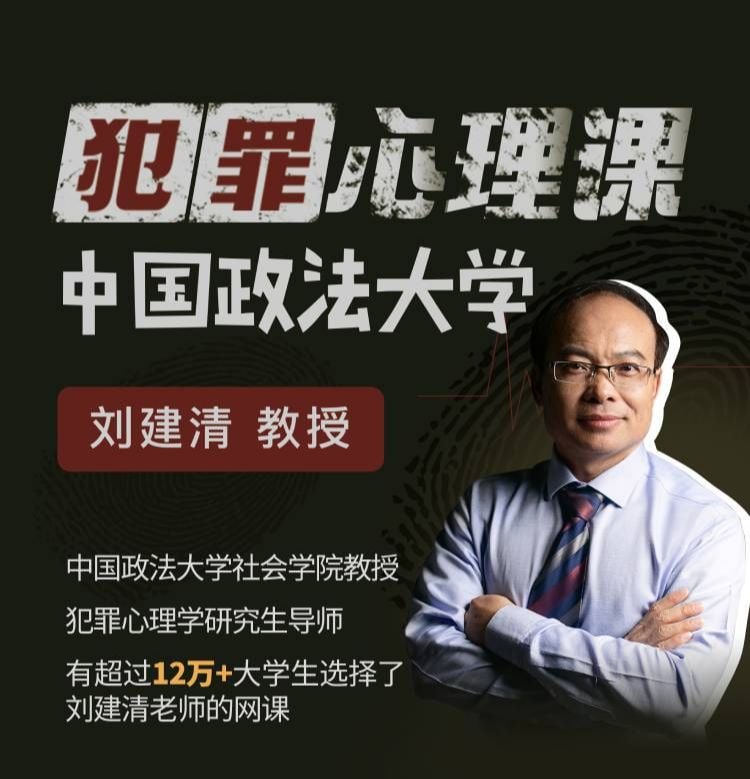 犯罪心理课
中国政法大学
刘建清 教授
中国政法大学社会学院教授
犯罪心理学研究生导师
有超过12万+大学生选择了
刘建清老师的网课